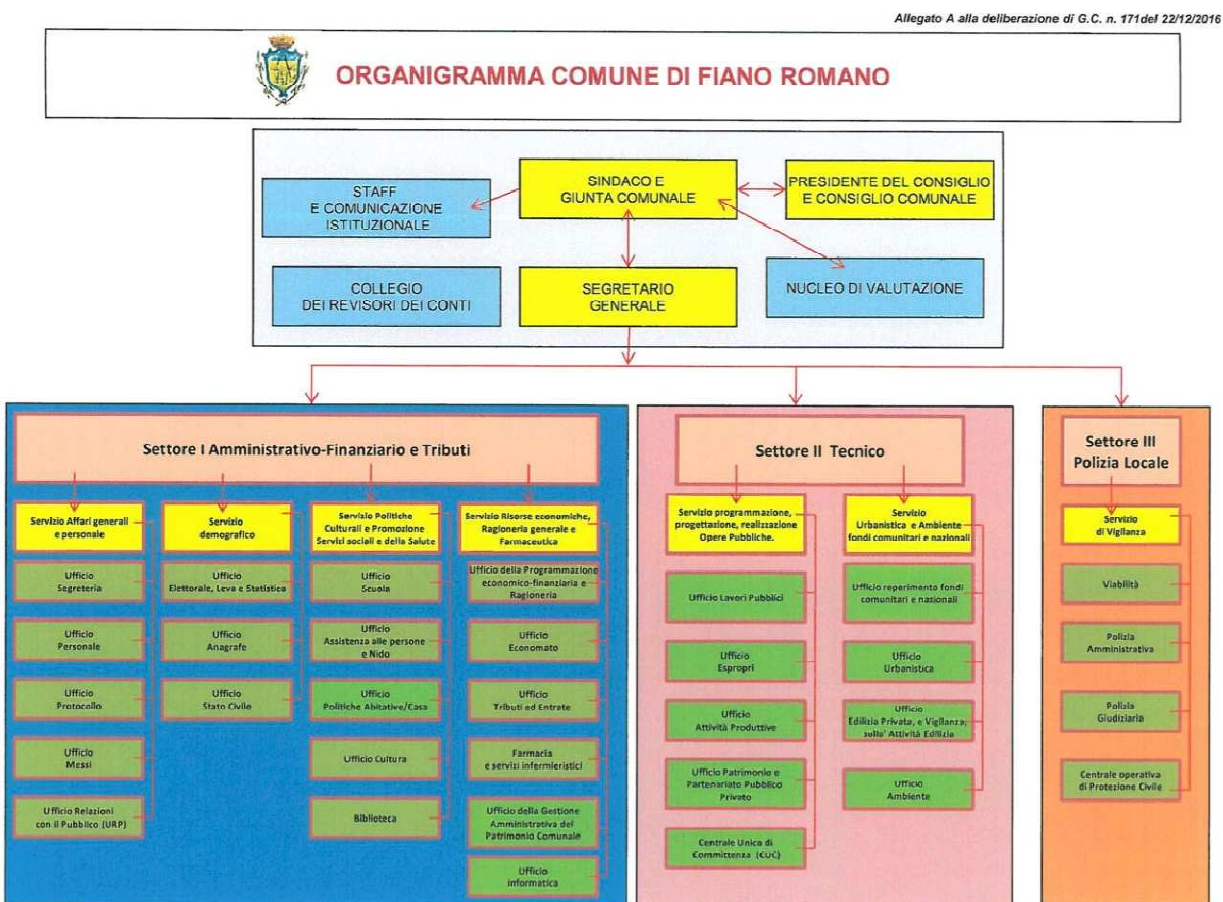 Allegato A alla deliberazione di G.C. n. 171 del 22/12/2016
ORGANIGRAMMA COMUNE DI FIANO ROMANO
STAFF
E COMUNICAZIONE
ISTITUZIONALE
SINDACO E
GIUNTA COMUNALE
PRESIDENTE DEL CONSIGLIO
E CONSIGLIO COMUNALE
COLLEGIO
DEI REVISORI DEI CONTI
SEGRETARIO
GENERALE
NUCLEO DI VALUTAZIONE
Settore I Amministrativo-Finanziario e Tributi
Servizio Affari generali
e personale
Ufficio
Segreteria
Ufficio
Personale
Ufficio
Protocollo
Ufficio
Messi
Ufficio Relazioni
con il Pubblico (URP)
Servizio
demografico
Ufficio
Elettorale, Leva e Statistica
Ufficio
Anagrafe
Ufficio
Stato Civile
Servizio Politiche
Culturali e Promozione
Servizi sociali e della Salute
Ufficio
Scuola
Ufficio
Assistenza alle persone
e Nido
Ufficio
Politiche Abitative/Casa
Ufficio Cultura
Biblioteca
Servizio Risorse economiche,
Ragioneria generale e
Farmaceutica
Ufficio della Programmazione
economico-finanziaria e
Ragioneria
Ufficio
Economato
Ufficio
Tributi ed Entrate
Farmacia
e servizi infermieristici
Ufficio della Gestione
Amministrativa del
Patrimonio Comunale
Ufficio
informatica
Settore II Tecnico
Servizio programmazione,
progettazione, realizzazione
Opere Pubbliche.
Ufficio Lavori Pubblici
Ufficio
Espropri
Ufficio
Attività Produttive
Ufficio Patrimonio e
Partenariato Pubblico
Privato
Centrale Unica di
Committenza (CUC)
Servizio
Urbanistica e Ambiente
fondi comunitari e nazionali
Ufficio reperimento fondi
comunitari e nazionali
Ufficio
Urbanistica
Ufficio
Edilizia Privata, e Vigilanza,
sulla' Attività Edilizia
Ufficio
Ambiente
Settore III
Polizia Locale
Servizio
di Vigilanza
Viabilità
Polizia
Amministrativa
Polizia
Giudiziaria
Centrale operativa
di Protezione Civile